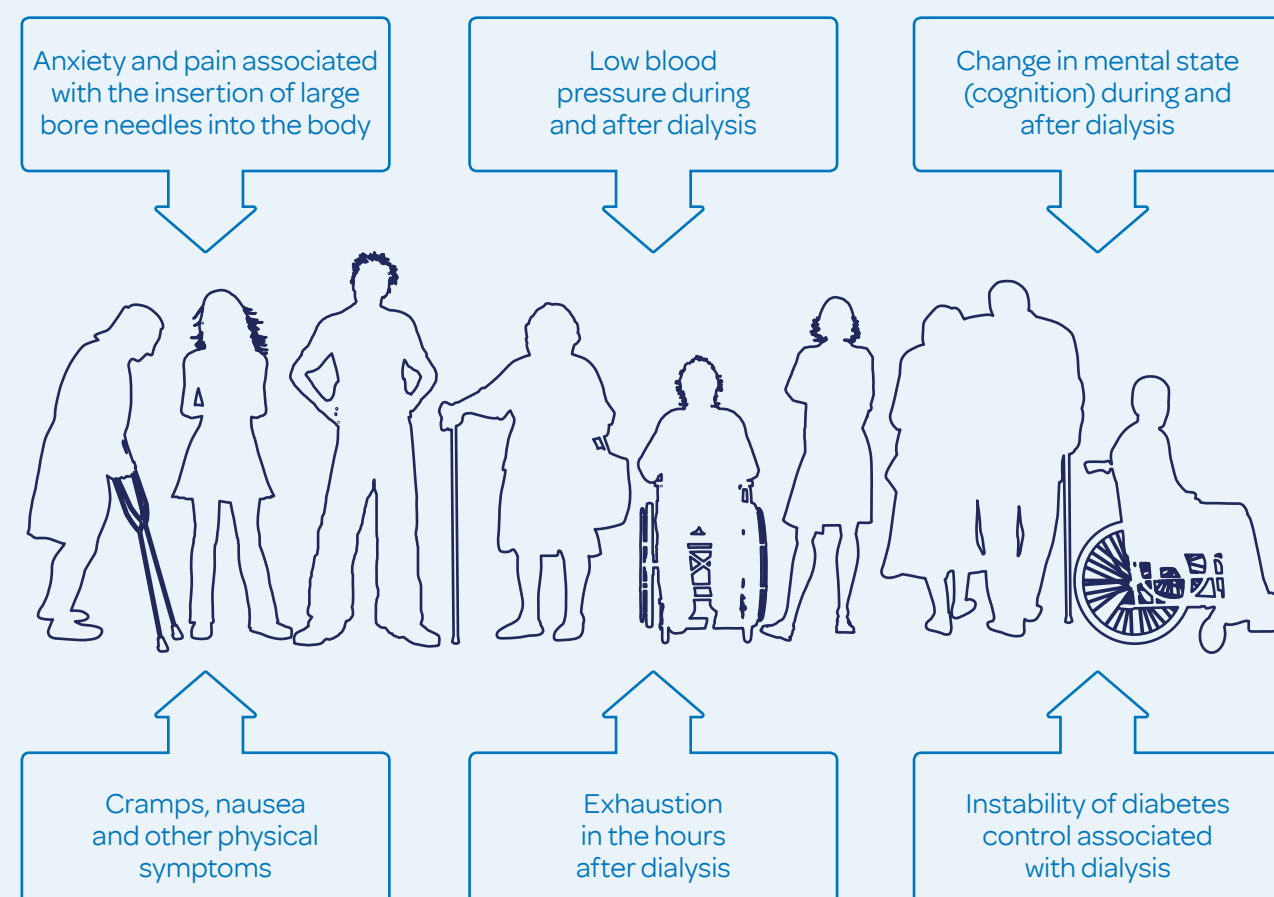 Anxiety and pain associated
with the insertion of large
bore needles into the body
Low blood
pressure during
and after dialysis
Change in mental state
(cognition) during and
after dialysis
Cramps, nausea
and other physical
symptoms
Exhaustion
in the hours
after dialysis
Instability of diabetes
control associated
with dialysis